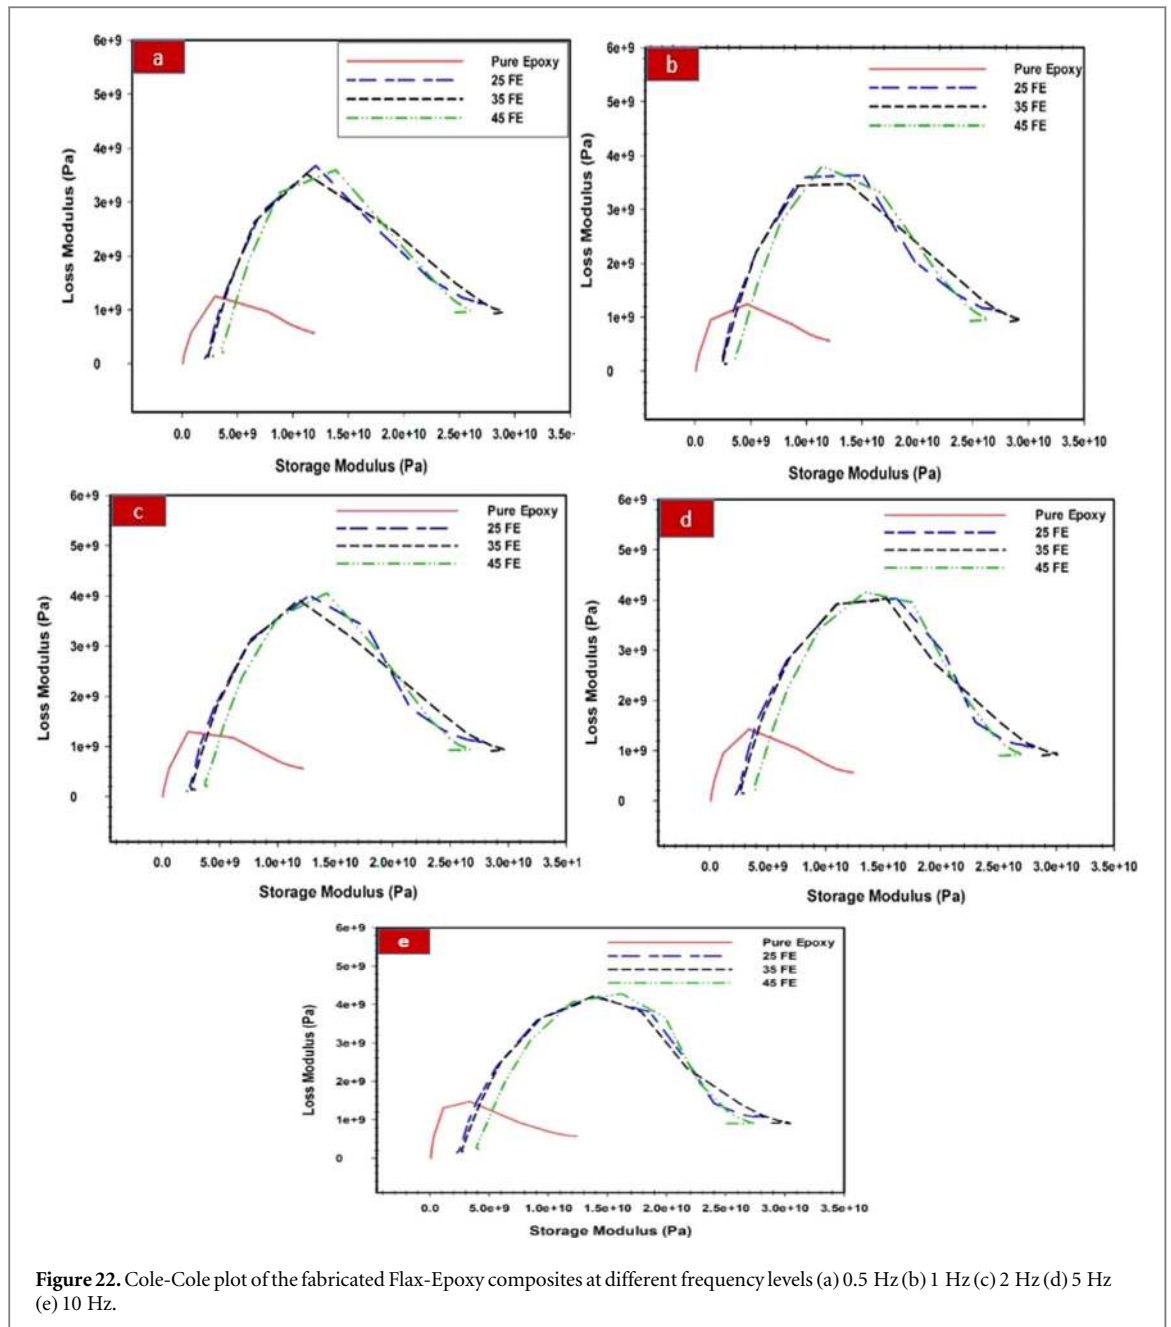 a
6e+9
5e+9
4e+9
3e+9
2e+9
1e+9
0
Loss Modulus (Pa)
Pure Epoxy
25 FE
35 FE
45 FE
0.0 5.0e+9 1.0e+10 1.5e+10 2.0e+10 2.5e+10 3.0e+10 3.5e-
Storage Modulus (Pa)
b
6e+9
5e+9
4e+9
3e+9
2e+9
1e+9
0
Loss Modulus (Pa)
Pure Epoxy
25 FE
35 FE
45 FE
0.0 5.0e+9 1.0e+10 1.5e+10 2.0e+10 2.5e+10 3.0e+10 3.5e+10
Storage Modulus (Pa)
c
6e+9
5e+9
4e+9
3e+9
2e+9
1e+9
0
Loss Modulus (Pa)
Pure Epoxy
25 FE
35 FE
45 FE
0.0 5.0e+9 1.0e+10 1.5e+10 2.0e+10 2.5e+10 3.0e+10 3.5e+1
Storage Modulus (Pa)
d
6e+9
5e+9
4e+9
3e+9
2e+9
1e+9
0
Loss Modulus (Pa)
Pure Epoxy
25 FE
35 FE
45 FE
0.0 5.0e+9 1.0e+10 1.5e+10 2.0e+10 2.5e+10 3.0e+10 3.5e+10
Storage Modulus (Pa)
e
6e+9
5e+9
4e+9
3e+9
2e+9
1e+9
0
Loss Modulus (Pa)
Pure Epoxy
25 FE
35 FE
45 FE
0.0 5.0e+9 1.0e+10 1.5e+10 2.0e+10 2.5e+10 3.0e+10 3.5e+10
Storage Modulus (Pa)
Figure 22. Cole-Cole plot of the fabricated Flax-Epoxy composites at different frequency levels (a) 0.5 Hz (b) 1 Hz (c) 2 Hz (d) 5 Hz
(e) 10 Hz.